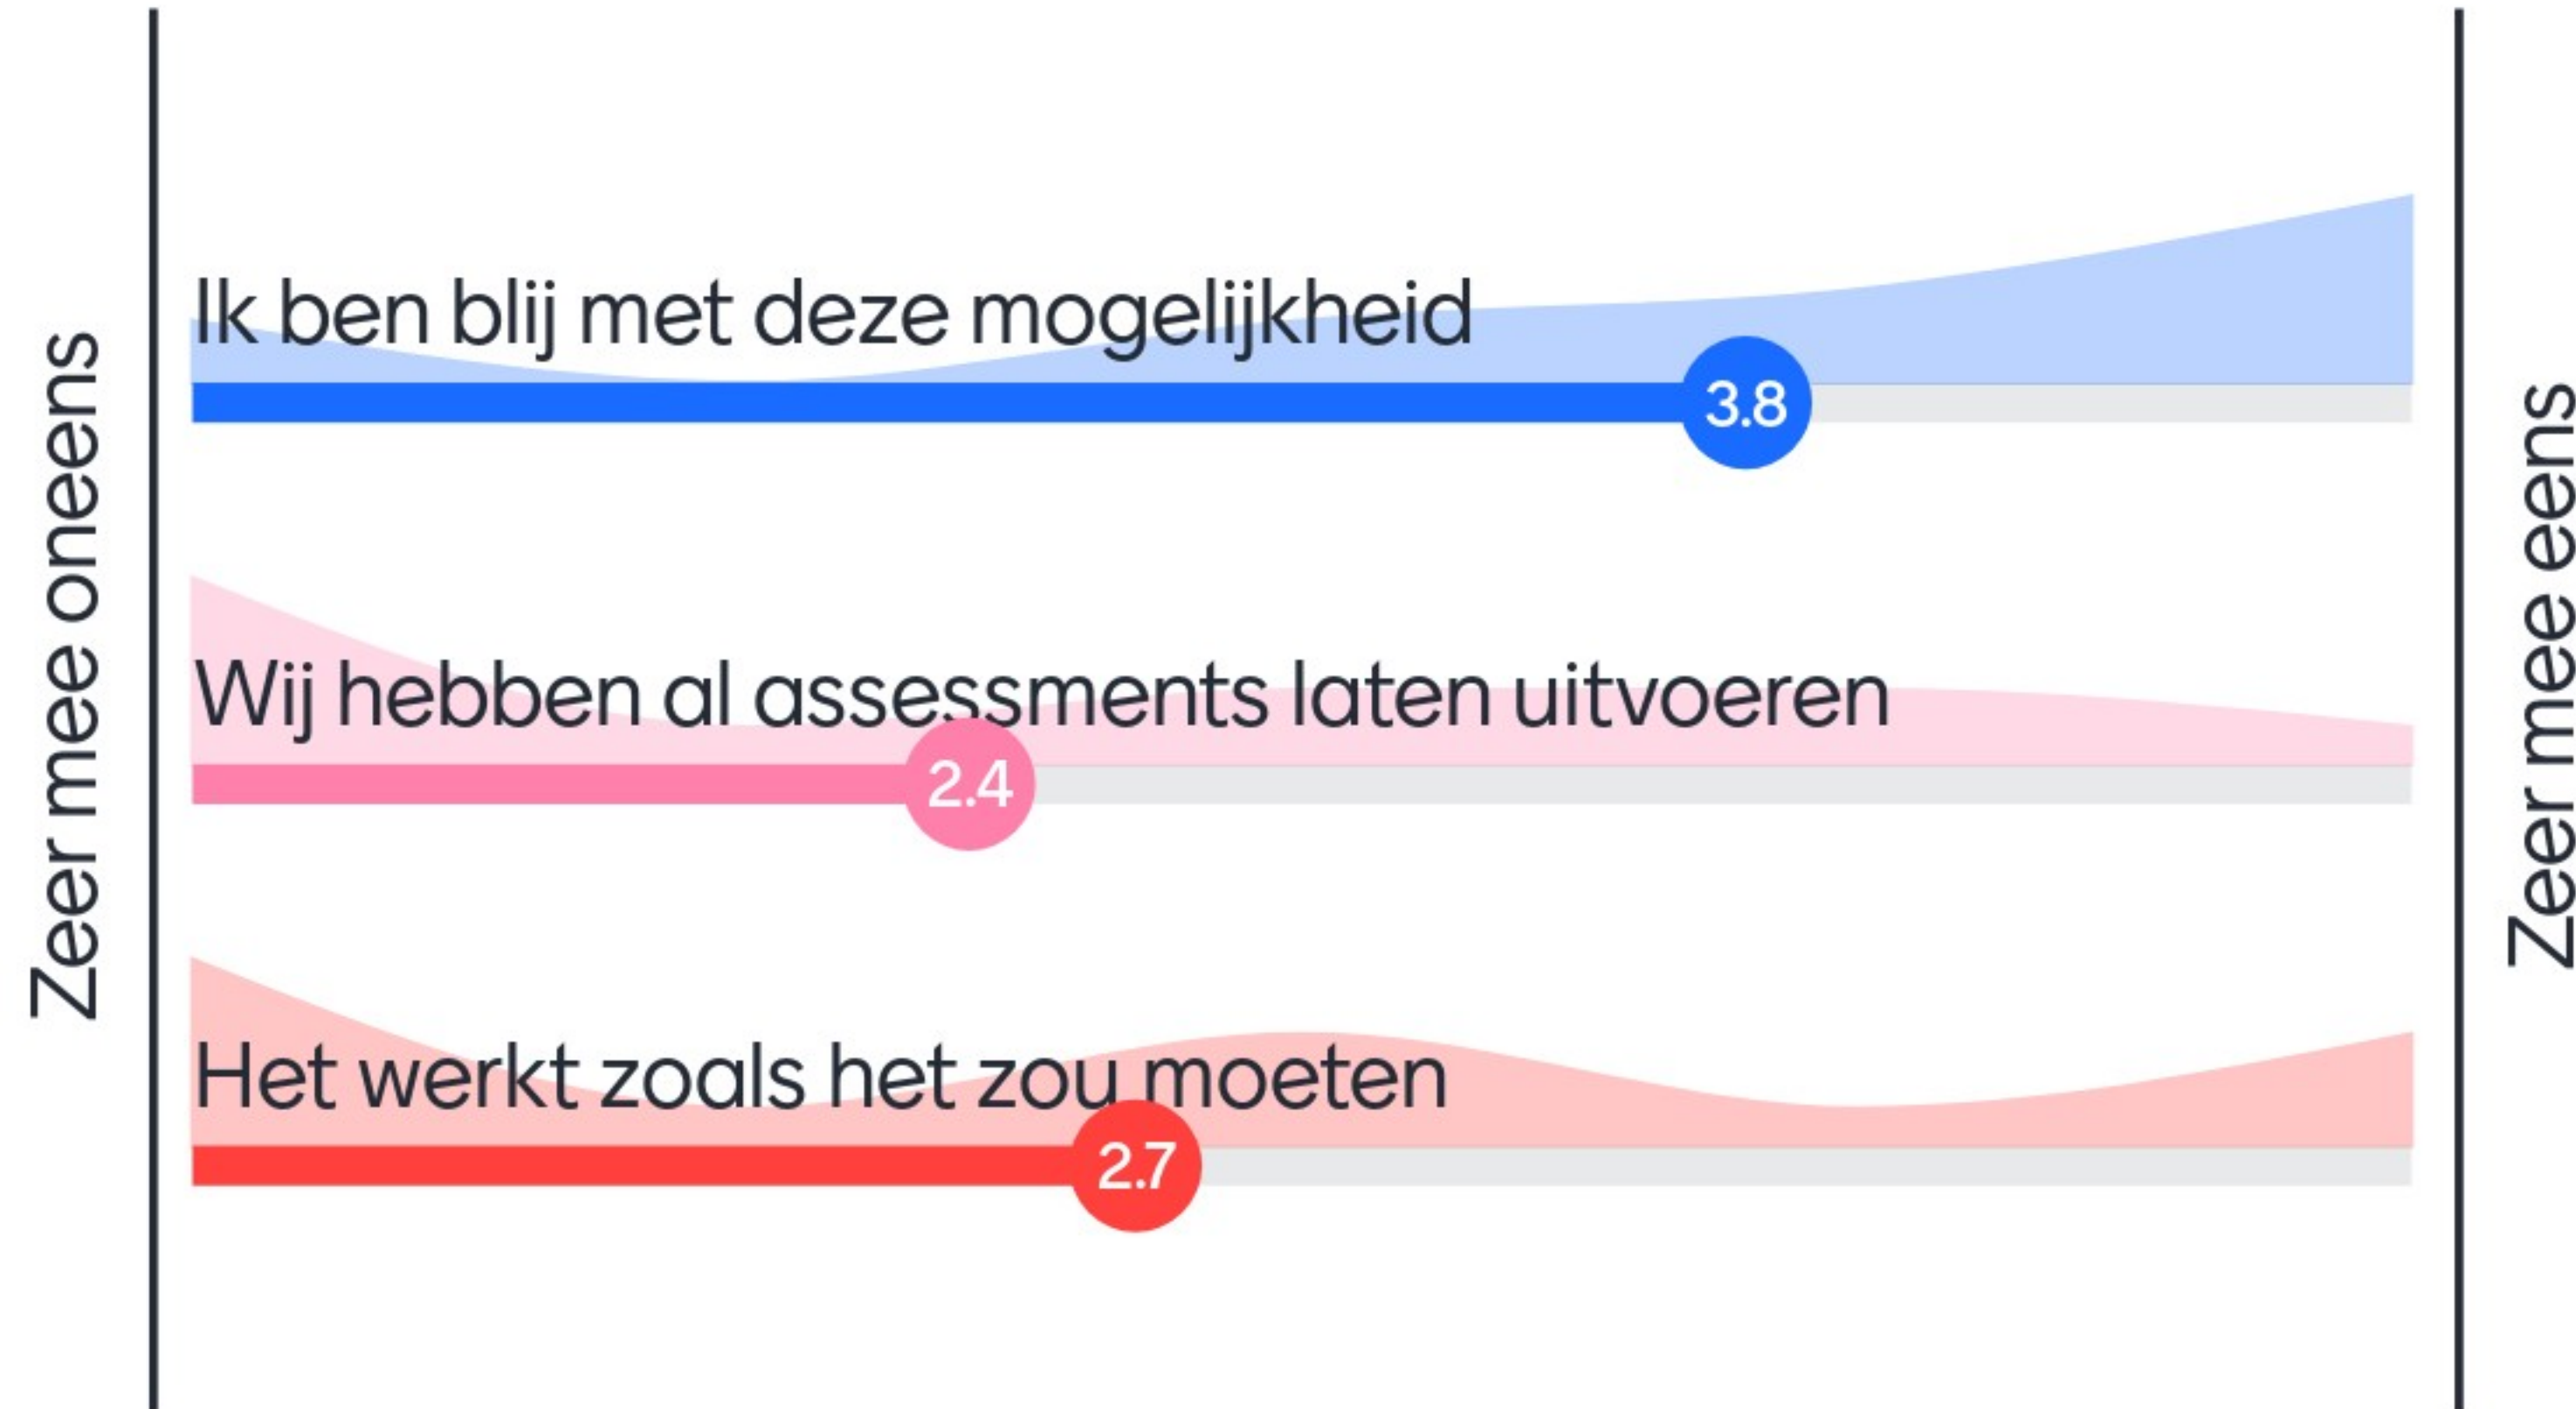 Zeer mee oneens
Ik ben blij met deze mogelijkheid
3.8
Wij hebben al assessments laten uitvoeren
2.4
Het werkt zoals het zou moeten
2.7
Zeer mee eens